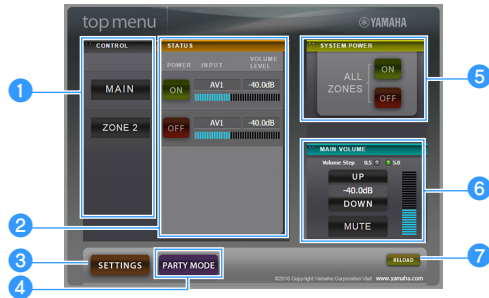 top menu
YAMAHA
CONTROL
MAIN
ZONE 2
STATUS
POWER INPUT VOLUME LEVEL
ON AV1 -40.0dB
OFF AV1 -40.0dB
SYSTEM POWER
ALL ZONES
ON
OFF
MAIN VOLUME
Volume Step 0.5 5.0
UP
-40.0dB
DOWN
MUTE
SETTINGS
PARTY MODE
RELOAD
©2010 Copyright Yamaha Corporation Visit www.yamaha.com
1
2
3
4
5
6
7